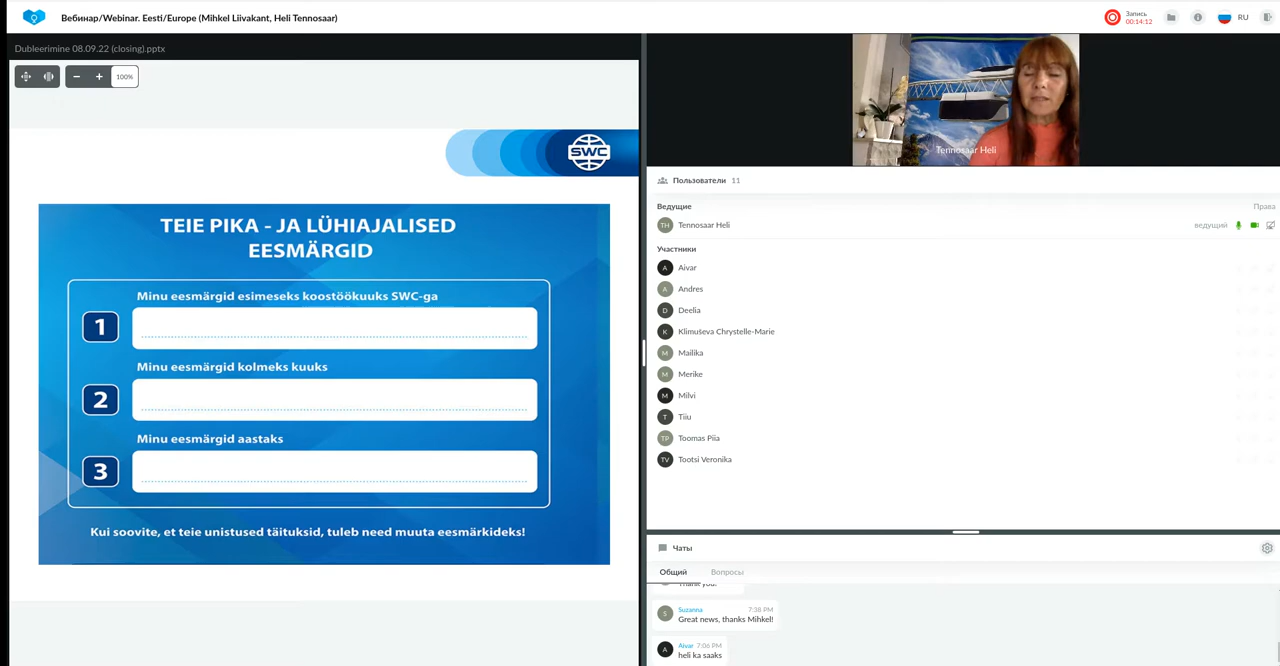 Вебинар/Webinar. Eesti/Europe (Mihkel Liivakant, Heli Tennosaar)
Запись
00:14:12
RU
Dubleerimine 08.09.22 (closing).pptx
100%
SWC
TEIE PIKA - JA LÜHIAJALISED
EESMÄRGID
Minu eesmärgid esimeseks koostöökuuks SWC-ga
1
Minu eesmärgid kolmeks kuuks
2
Minu eesmärgid aastaks
3
Kui soovite, et teie unistused täituksid, tuleb need muuta eesmärkideks!
Tennosaar Heli
Пользователи 11
Ведущие Права
TH Tennosaar Heli ведущий
Участники
A Aivar
A Andres
D Deelia
K Klimuševa Chrystelle-Marie
M Mailika
M Merike
M Milvi
T Tiiu
TP Toomas Piia
TV Tootsi Veronika
Чаты
Общий Вопросы
Thank you!
S Suzanna 7:38 PM
Great news, thanks Mihkel!
A Aivar 7:06 PM
heli ka saaks